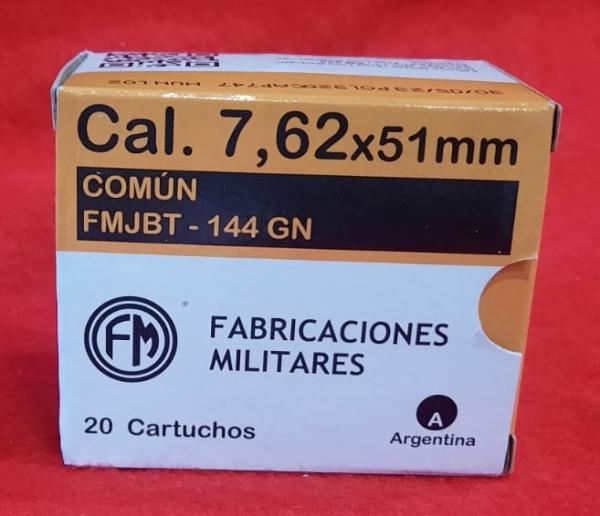 Cal. 7,62x51mm
COMÚN
FMJBT - 144 GN
FM
FABRICACIONES
MILITARES
20 Cartuchos
A
Argentina